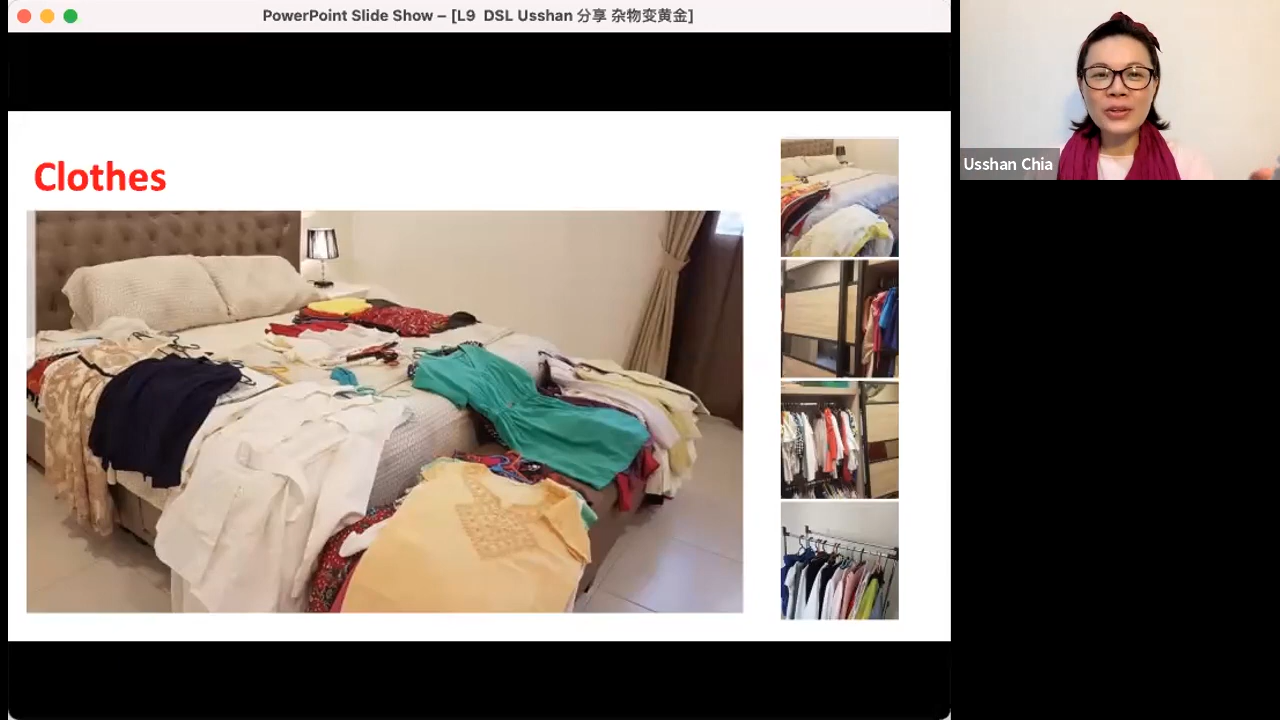 PowerPoint Slide Show – [L9  DSL Usshan 分享 杂物变黄金]
Clothes
Usshan Chia